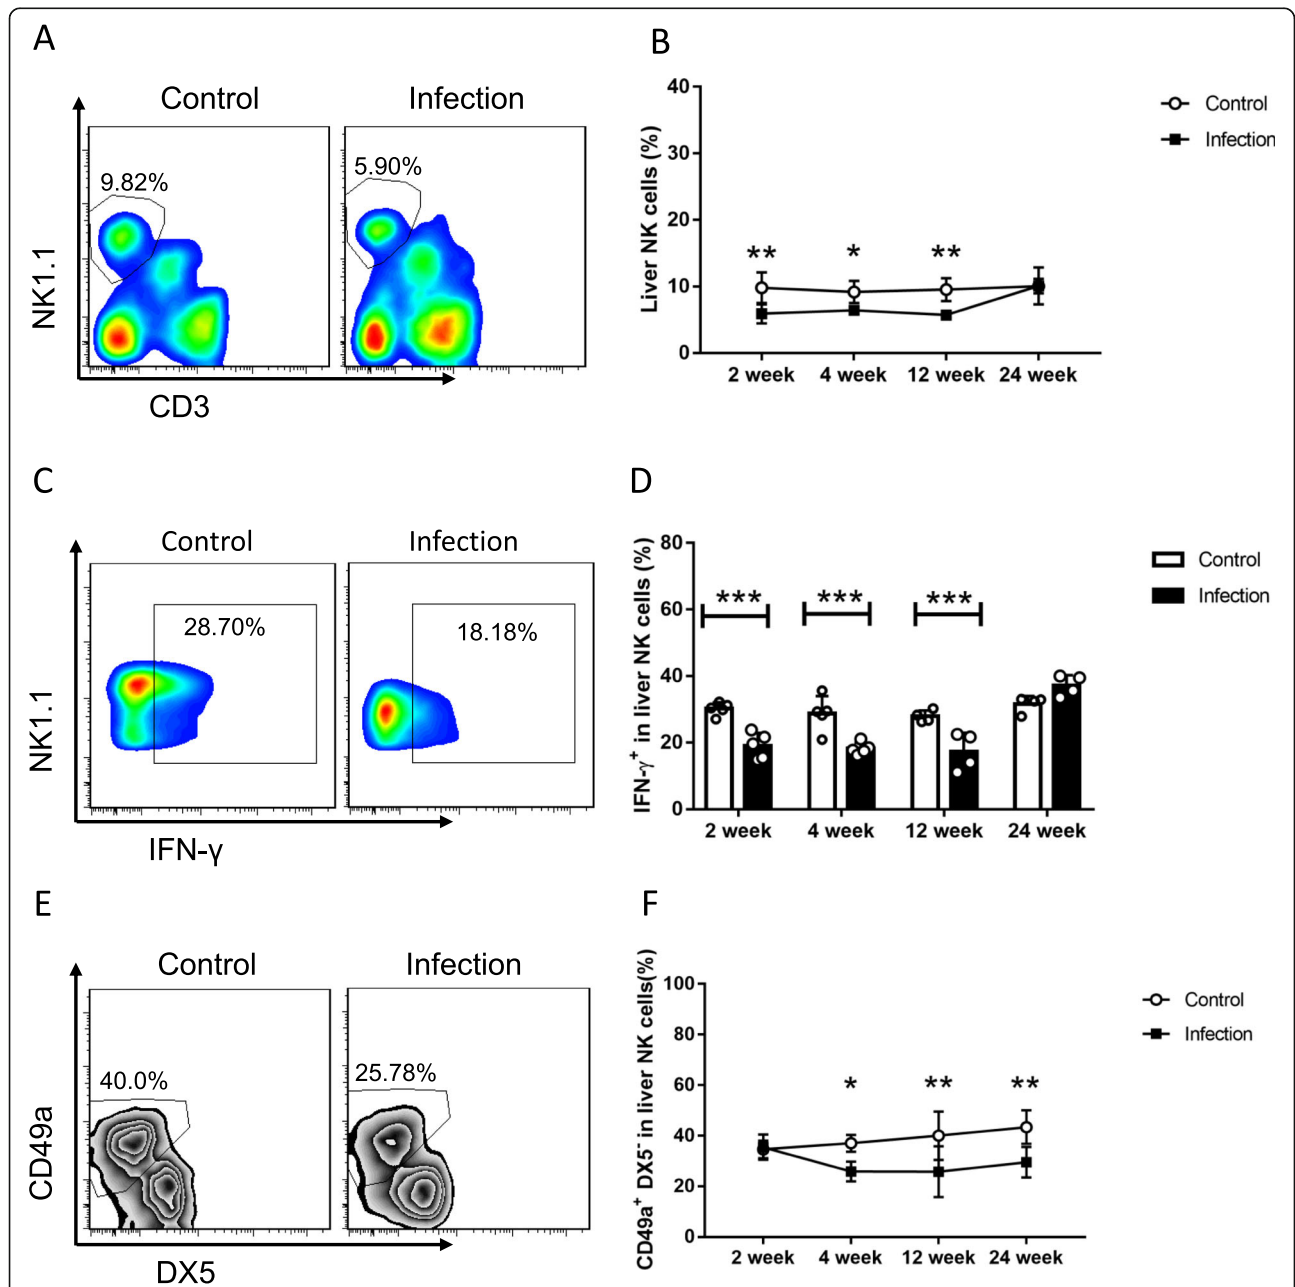 A
Control
Infection
9.82%
5.90%
NK1.1
CD3
B
Liver NK cells (%)
40
30
20
10
0
** * **
2 week 4 week 12 week 24 week
Control
Infection
C
Control
Infection
28.70%
18.18%
NK1.1
IFN-γ
D
IFN-γ⁺ in liver NK cells (%)
80
60
40
20
0
*** *** ***
2 week 4 week 12 week 24 week
Control
Infection
E
Control
Infection
40.0%
25.78%
CD49a
DX5
F
CD49a⁺ DX5⁻ in liver NK cells(%)
100
80
60
40
20
0
* ** **
2 week 4 week 12 week 24 week
Control
Infection